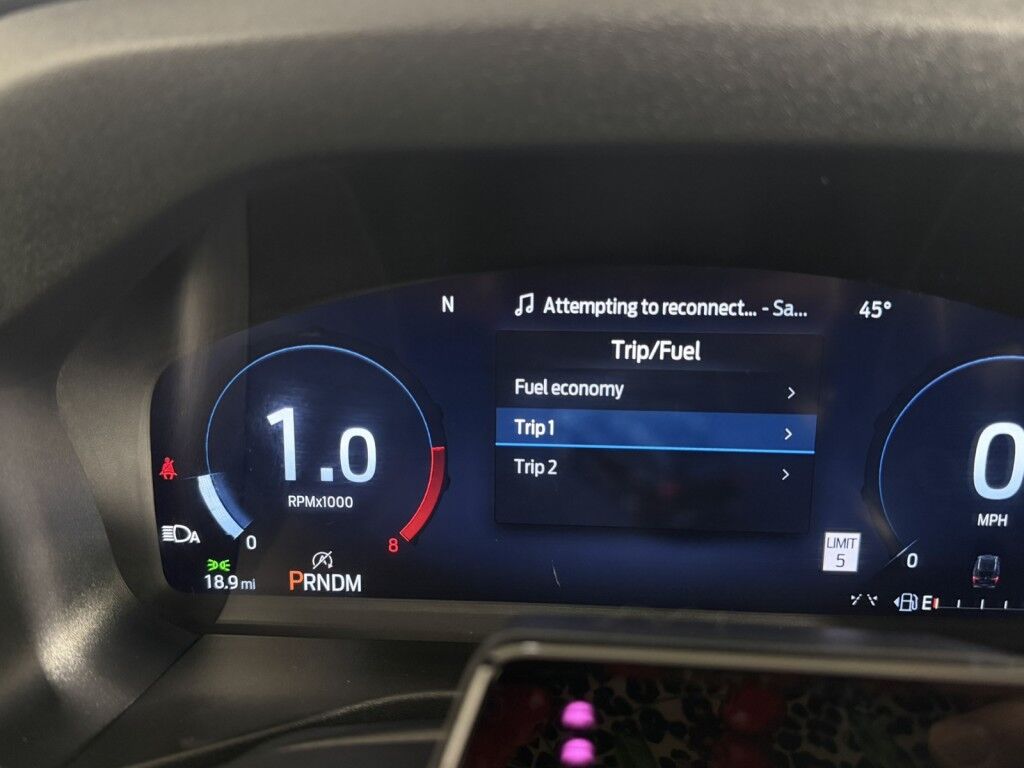 N
Attempting to reconnect... - Sa...
45°
Trip/Fuel
Fuel economy
Trip 1
Trip 2
1.0
RPMx1000
0
8
A
18.9 mi
A
PRNDM
LIMIT
5
0
MPH
0
E